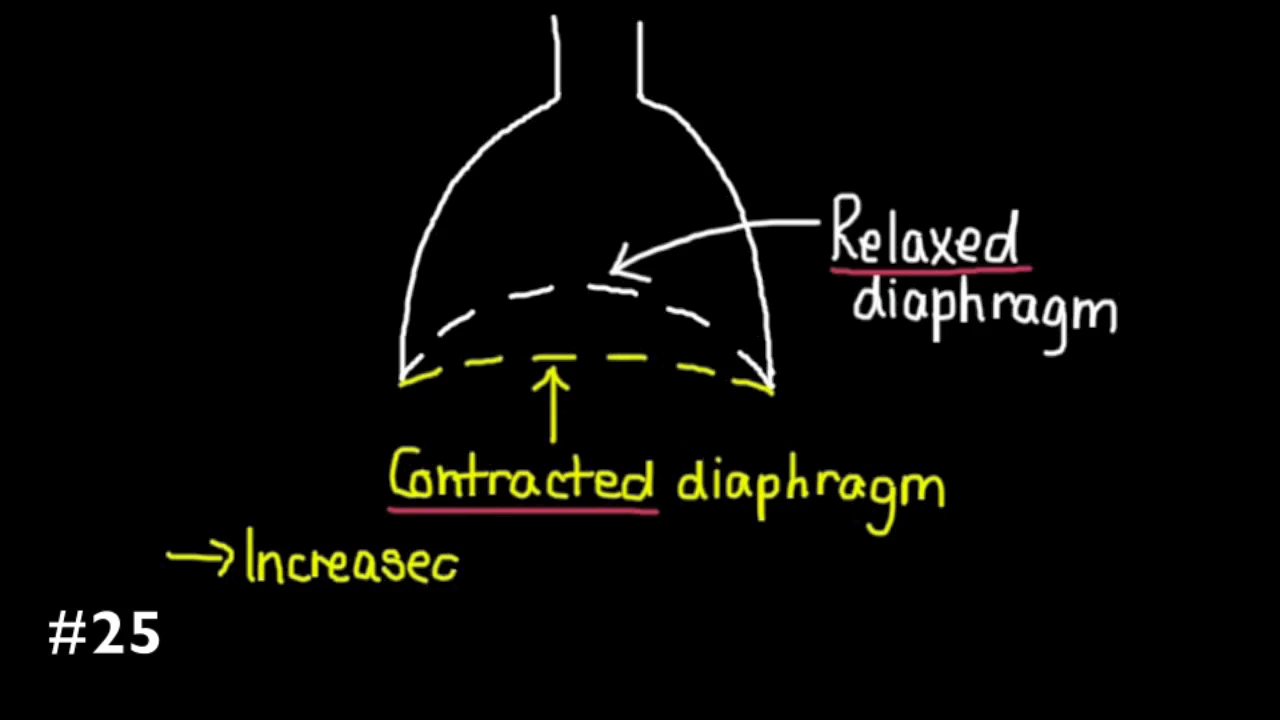 Relaxed
diaphragm
Contracted diaphragm
→Increasec
#25